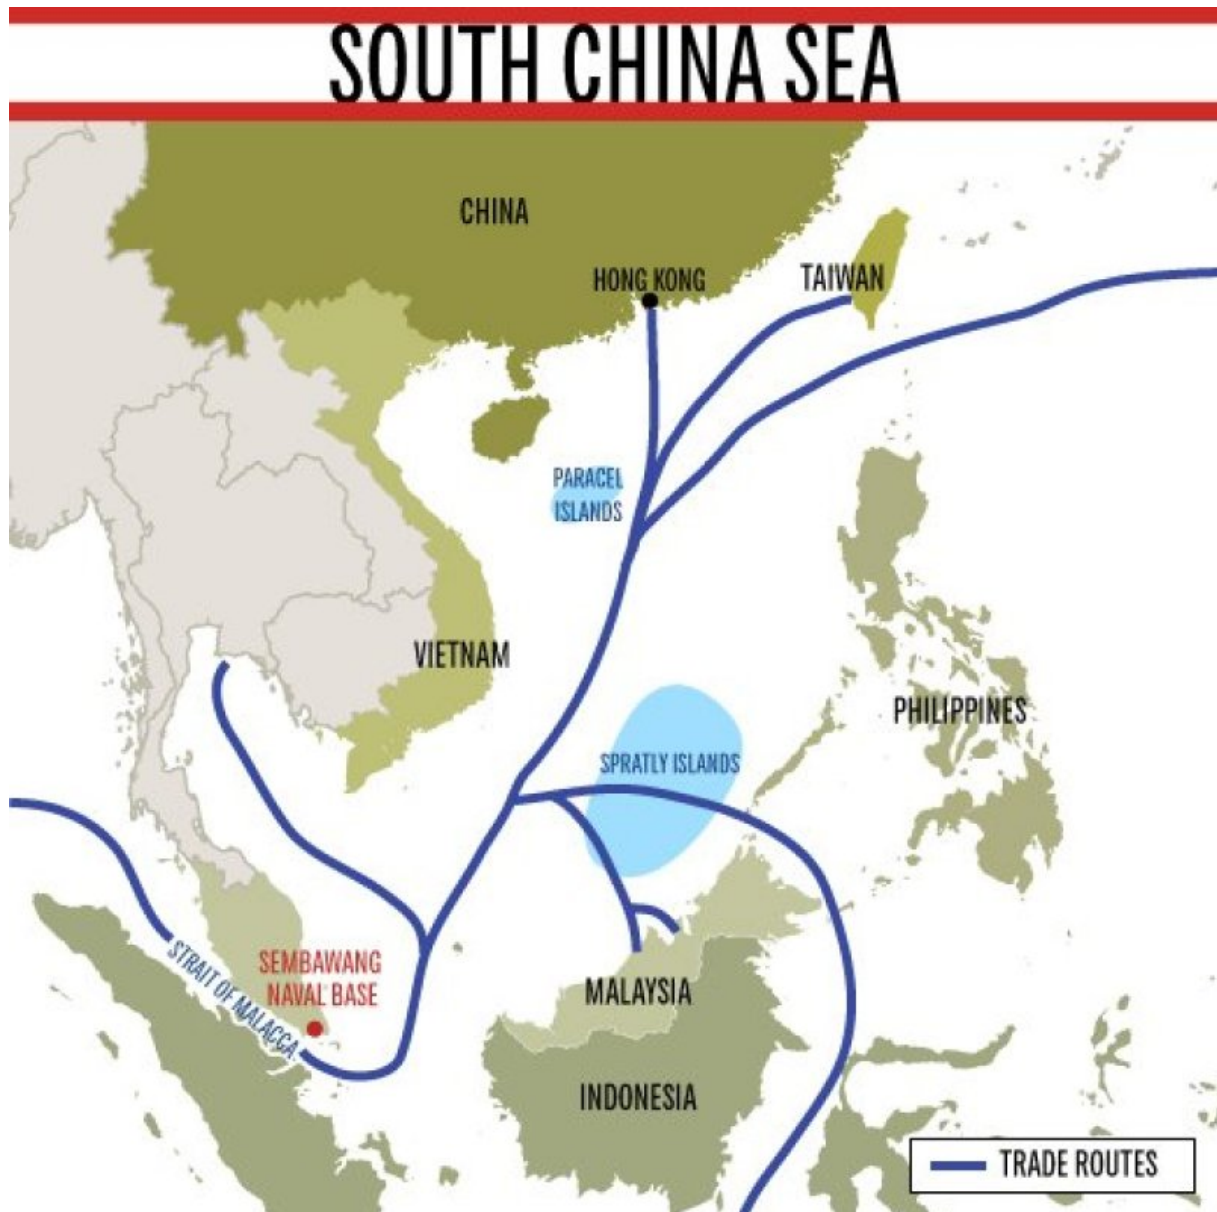 SOUTH CHINA SEA
CHINA
HONG KONG
TAIWAN
PARACEL
ISLANDS
VIETNAM
PHILIPPINES
SPRATLY ISLANDS
STRAIT OF MALACCA
SEMBAWANG
NAVAL BASE
MALAYSIA
INDONESIA
TRADE ROUTES